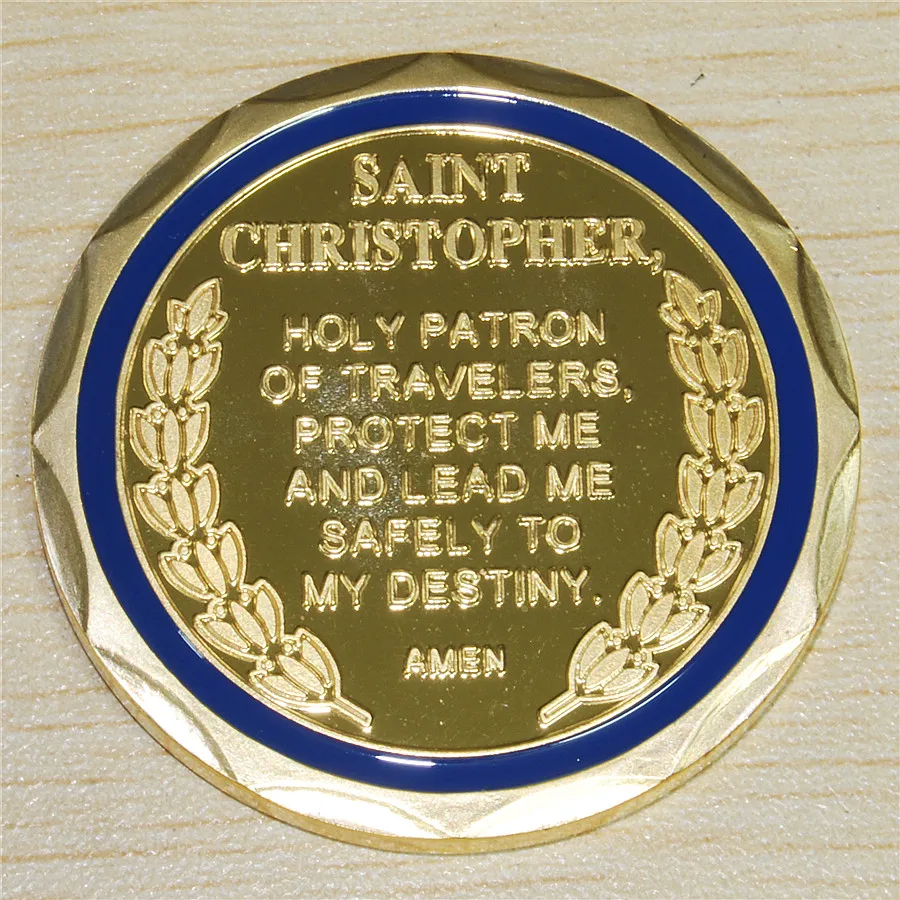 SAINT
CHRISTOPHER,
HOLY PATRON
OF TRAVELERS,
PROTECT ME
AND LEAD ME
SAFELY TO
MY DESTINY.
AMEN